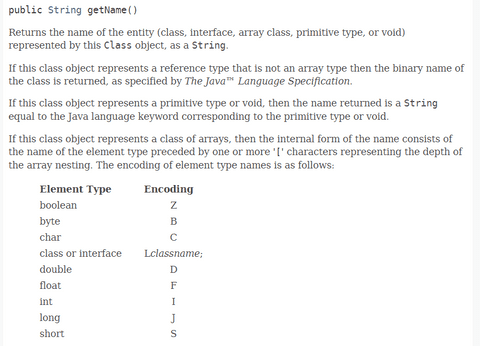 public String getName()
Returns the name of the entity (class, interface, array class, primitive type, or void)
represented by this Class object, as a String.
If this class object represents a reference type that is not an array type then the binary name of
the class is returned, as specified by The Java™ Language Specification.
If this class object represents a primitive type or void, then the name returned is a String
equal to the Java language keyword corresponding to the primitive type or void.
If this class object represents a class of arrays, then the internal form of the name consists of
the name of the element type preceded by one or more '[' characters representing the depth of
the array nesting. The encoding of element type names is as follows:
Element Type Encoding
boolean Z
byte B
char C
class or interface Lclassname;
double D
float F
int I
long J
short S